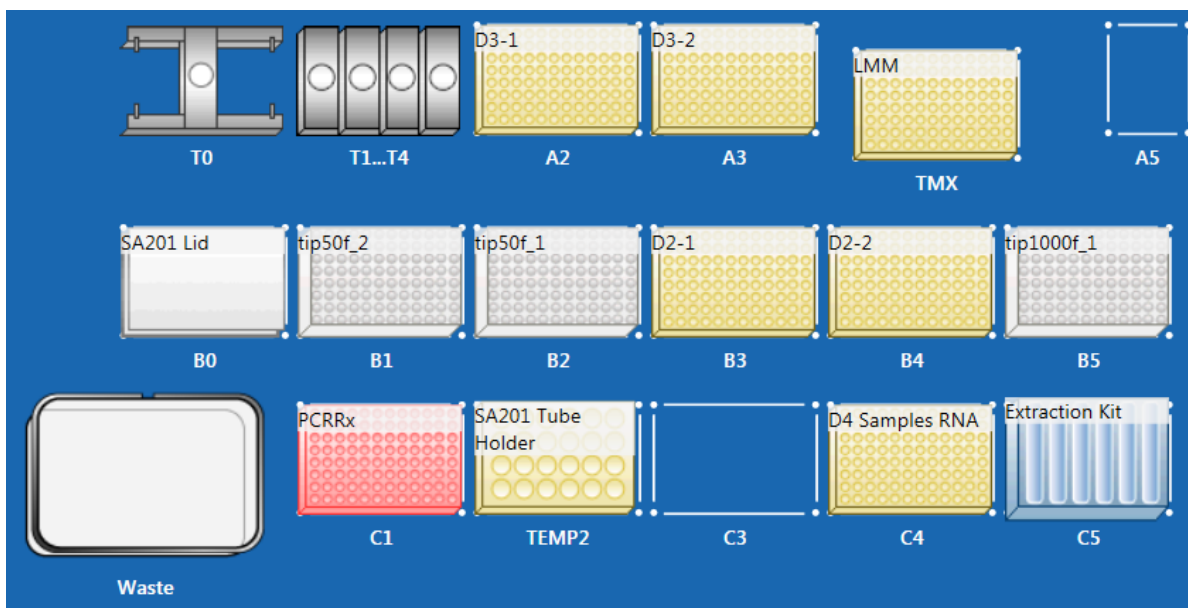 D3-1
D3-2
LMM
T0
T1...T4
A2
A3
TMX
A5
SA201 Lid
tip50f_2
tip50f_1
D2-1
D2-2
tip1000f_1
B0
B1
B2
B3
B4
B5
PCRRx
SA201 Tube
Holder
D4 Samples RNA
Extraction Kit
C1
TEMP2
C3
C4
C5
Waste